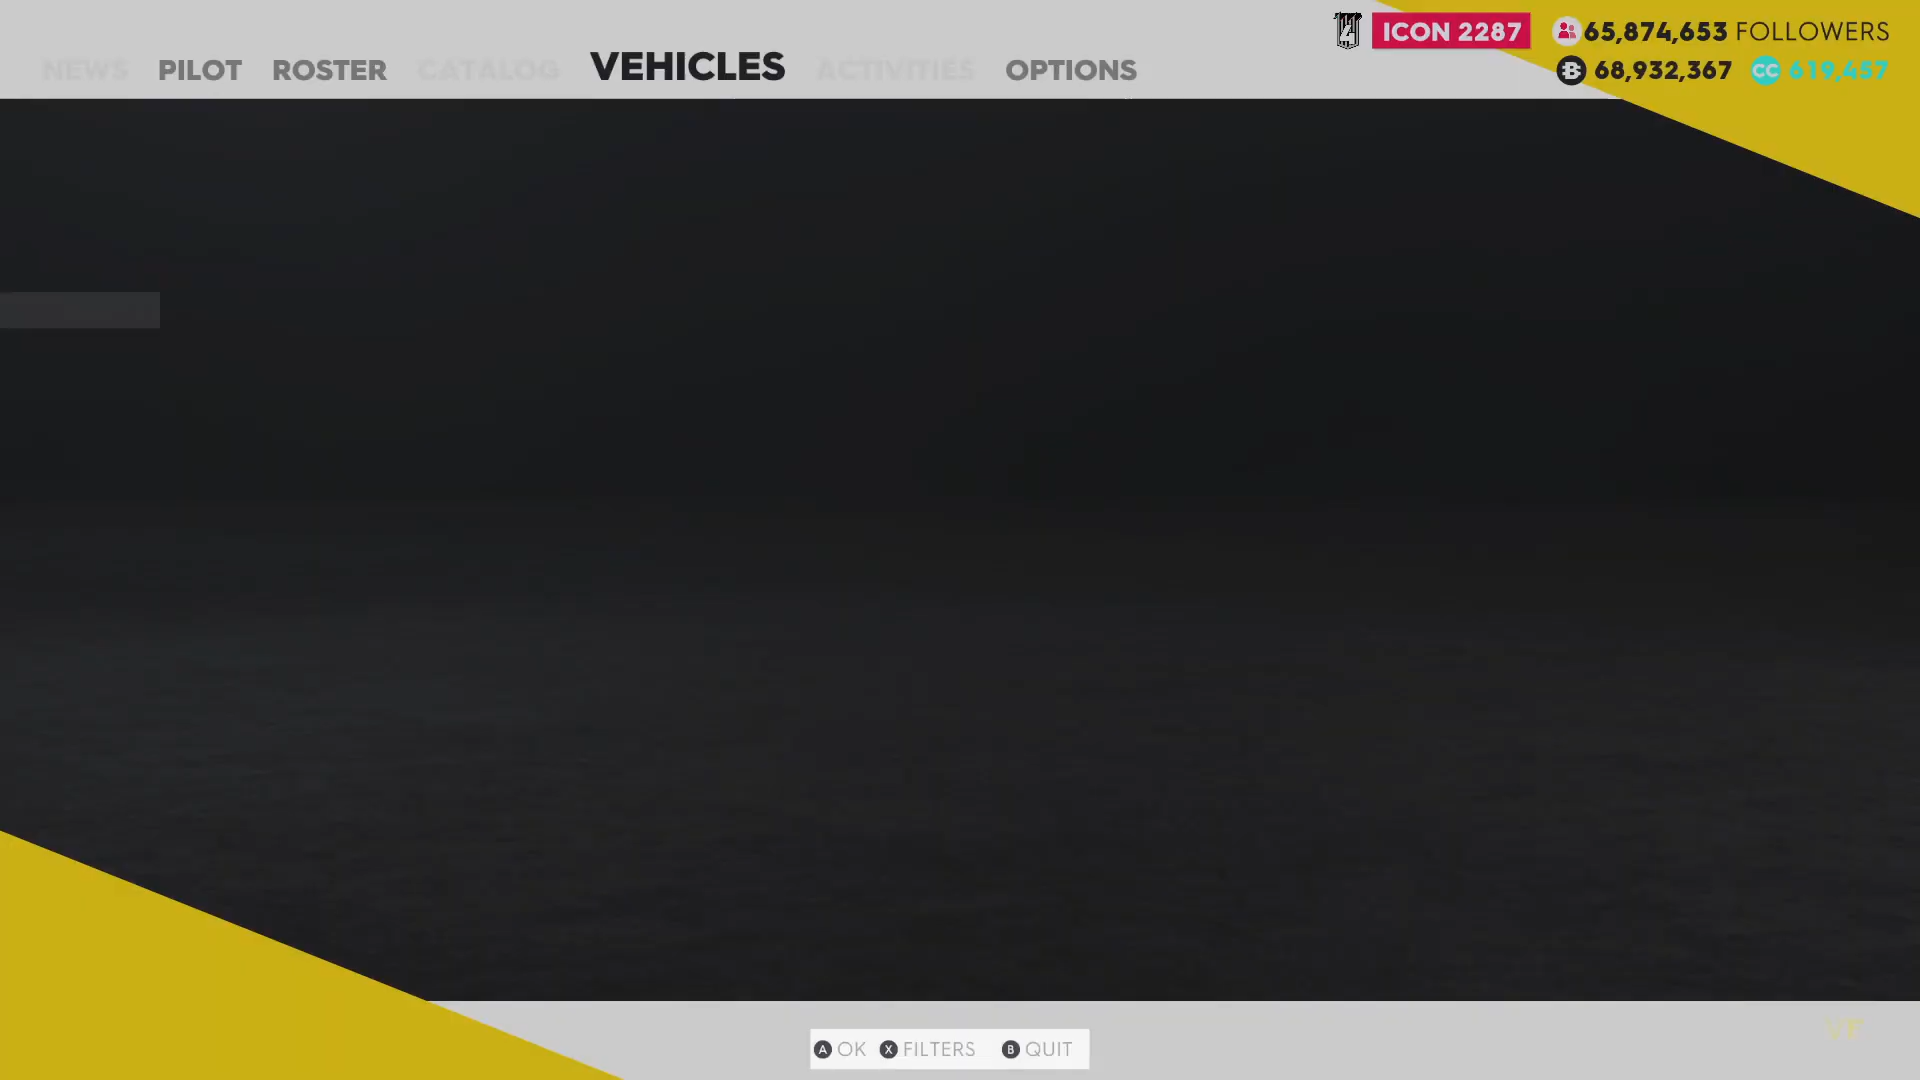 NEWS PILOT ROSTER CATALOG VEHICLES ACTIVITIES OPTIONS
ICON 2287 65,874,653 FOLLOWERS
68,932,367 CC 619,457
A OK X FILTERS B QUIT